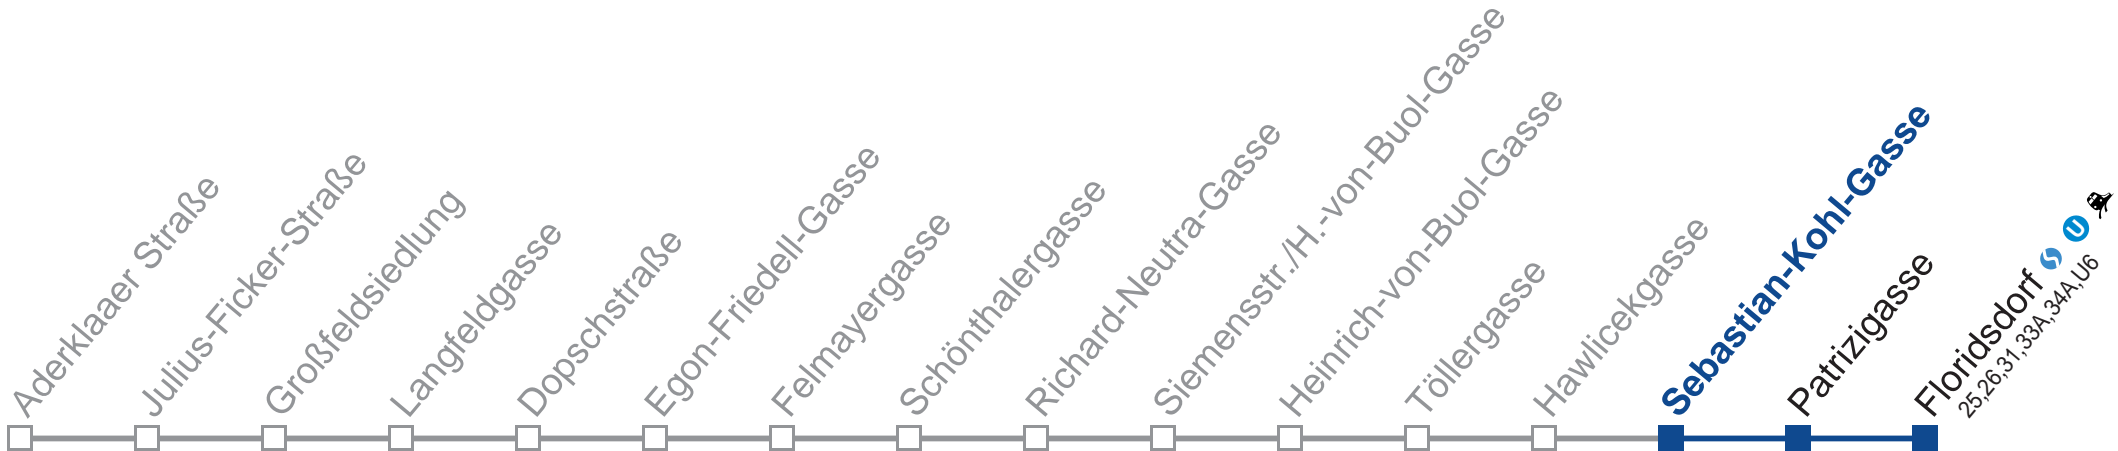 Aderklaaer Straße
Julius-Ficker-Straße
Großfeldsiedlung
Langfeldgasse
Dopschstraße
Egon-Friedell-Gasse
Felmayergasse
Schönthalergasse
Richard-Neutra-Gasse
Siemensstr./H.-von-Buol-Gasse
Heinrich-von-Buol-Gasse
Töllergasse
Hawlicekgasse
Sebastian-Kohl-Gasse
Patrizigasse
Floridsdorf S U
25,26,31,33A,34A,U6